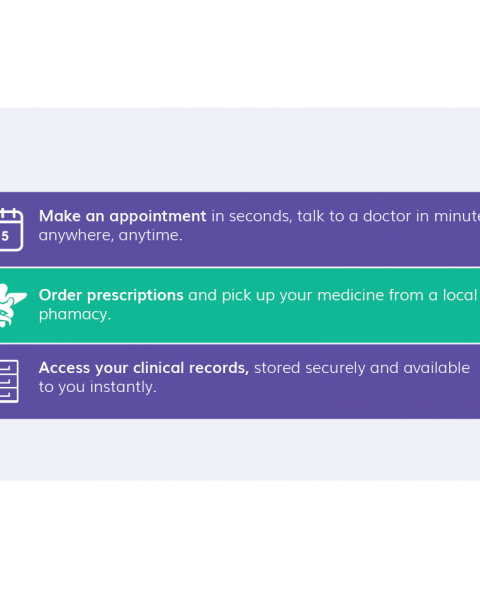 5
Make an appointment in seconds, talk to a doctor in minute
anywhere, anytime.
Order prescriptions and pick up your medicine from a local
phamacy.
Access your clinical records, stored securely and available
to you instantly.